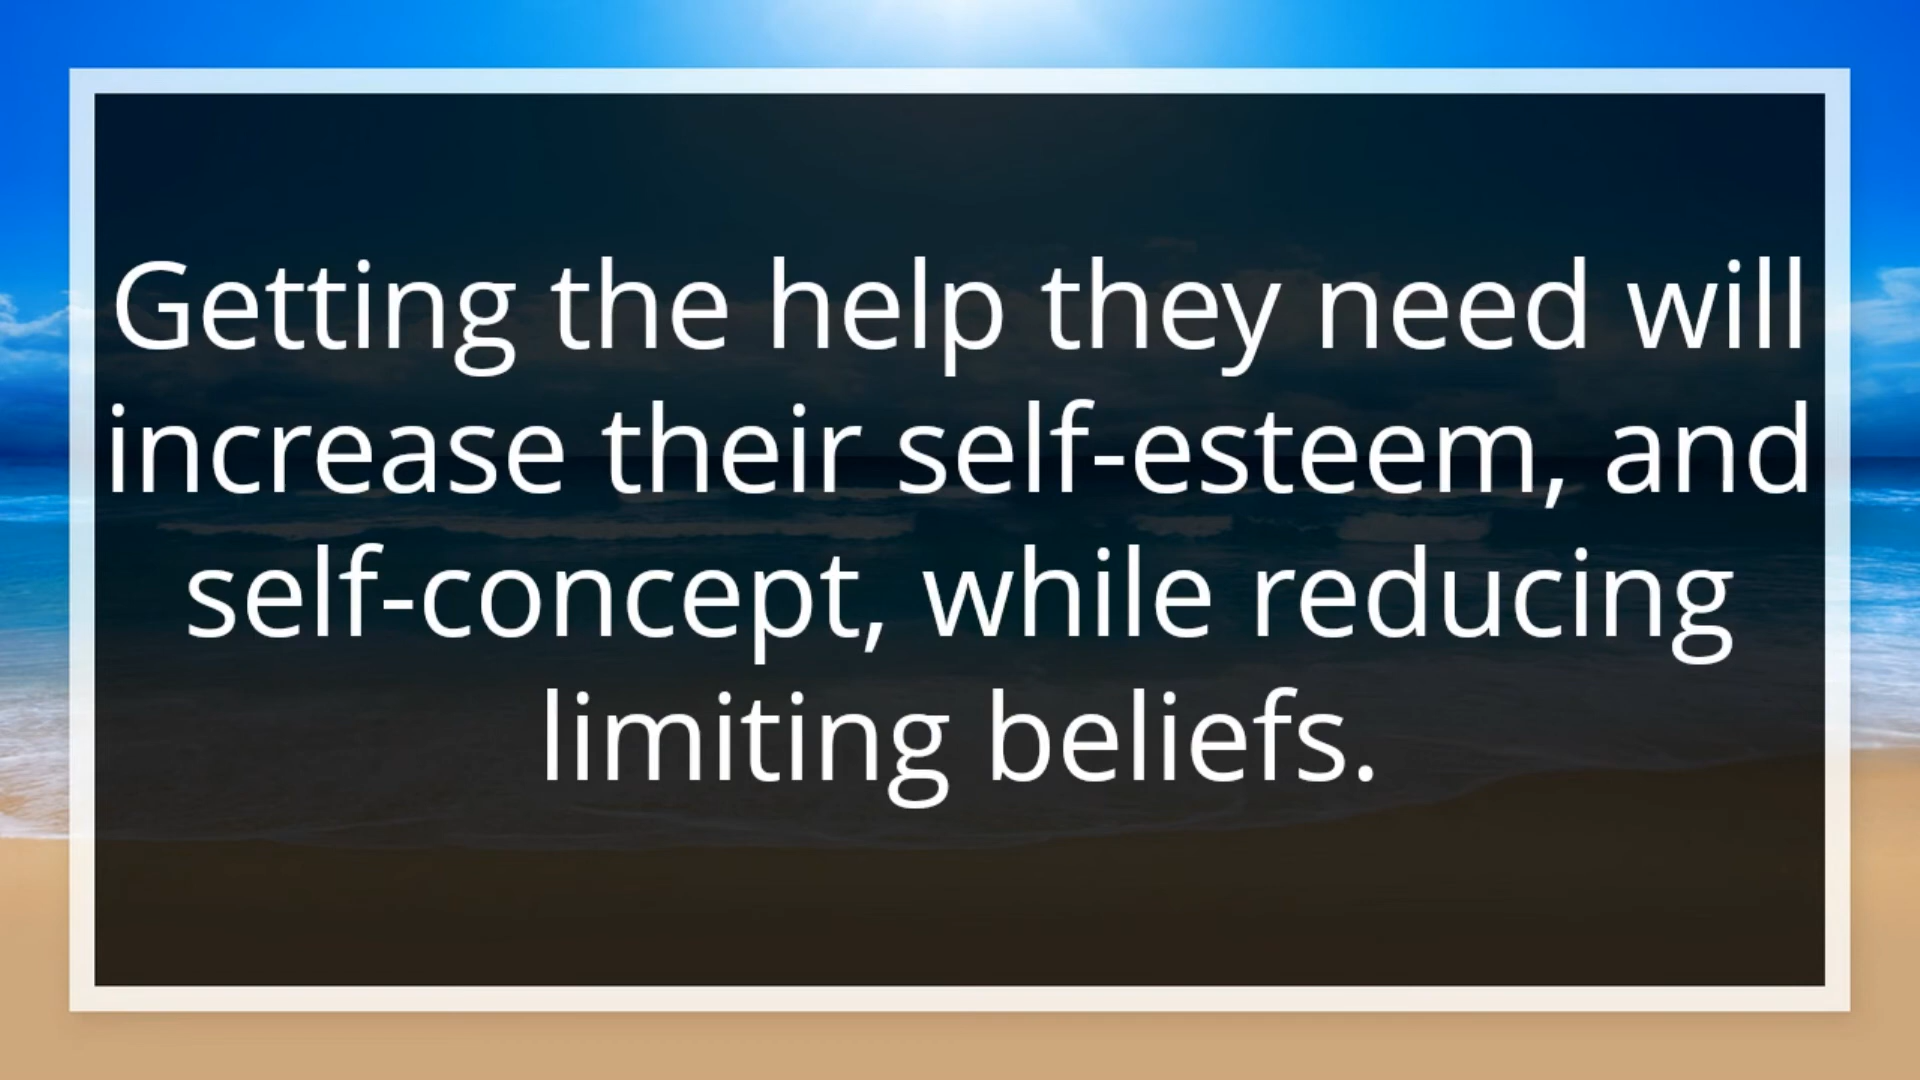 Getting the help they need will
increase their self-esteem, and
self-concept, while reducing
limiting beliefs.